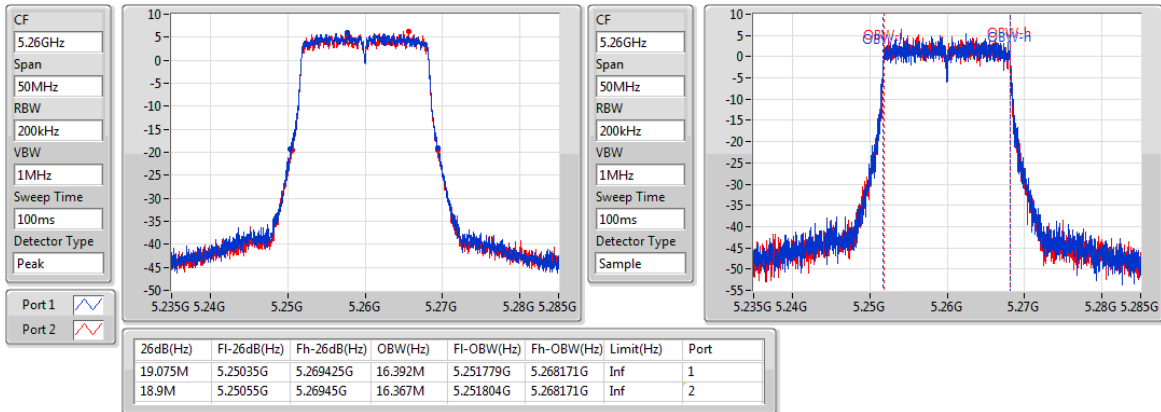 CF
5.26GHz
Span
50MHz
RBW
200kHz
VBW
1MHz
Sweep Time
100ms
Detector Type
Peak
Port 1
Port 2
10
5
0
-5
-10
-15
-20
-25
-30
-35
-40
-45
-50
5.235G 5.24G 5.25G 5.26G 5.27G 5.28G 5.285G
CF
5.26GHz
Span
50MHz
RBW
200kHz
VBW
1MHz
Sweep Time
100ms
Detector Type
Sample
10
5
0
-5
-10
-15
-20
-25
-30
-35
-40
-45
-50
-55
OBW-l OBW-h
OBW-l OBW-h
5.235G 5.24G 5.25G 5.26G 5.27G 5.28G 5.285G
26dB(Hz) Fl-26dB(Hz) Fh-26dB(Hz) OBW(Hz) Fl-OBW(Hz) Fh-OBW(Hz) Limit(Hz) Port
19.075M 5.25035G 5.269425G 16.392M 5.251779G 5.268171G Inf 1
18.9M 5.25055G 5.26945G 16.367M 5.251804G 5.268171G Inf 2